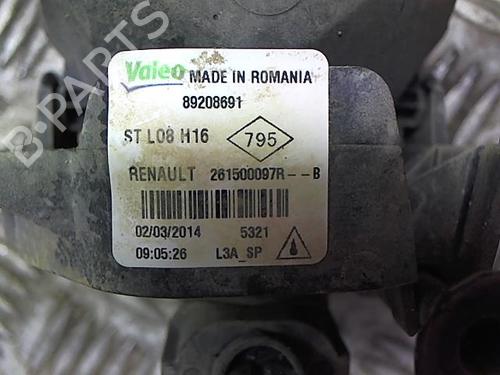 Valeo MADE IN ROMANIA
89208691
ST L08 H16 795
RENAULT 261500097R--B
02/03/2014 5321
09:05:26 L3A_SP
B-PARTS